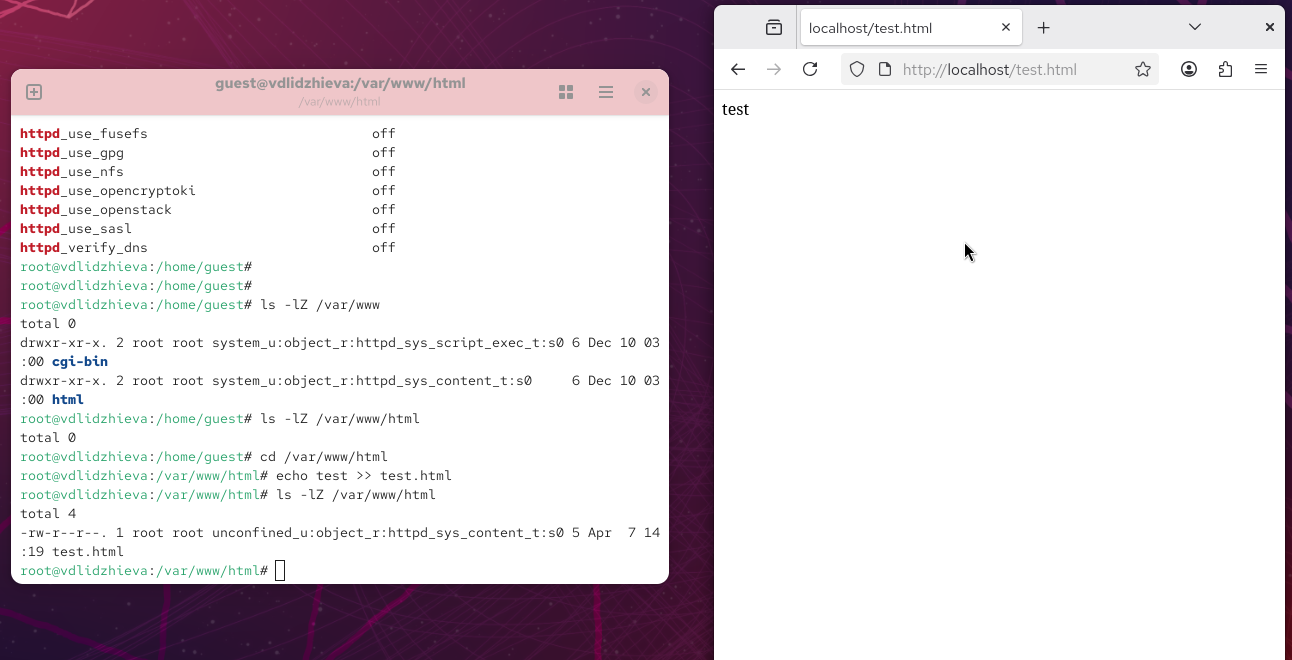 guest@vdlidzhieva:/var/www/html
/var/www/html
httpd_use_fusefs                            off
httpd_use_gpg                               off
httpd_use_nfs                               off
httpd_use_opencryptoki                      off
httpd_use_openstack                         off
httpd_use_sasl                              off
httpd_verify_dns                            off
root@vdlidzhieva:/home/guest#
root@vdlidzhieva:/home/guest#
root@vdlidzhieva:/home/guest# ls -lZ /var/www
total 0
drwxr-xr-x. 2 root root system_u:object_r:httpd_sys_script_exec_t:s0 6 Dec 10 03
:00 cgi-bin
drwxr-xr-x. 2 root root system_u:object_r:httpd_sys_content_t:s0     6 Dec 10 03
:00 html
root@vdlidzhieva:/home/guest# ls -lZ /var/www/html
total 0
root@vdlidzhieva:/home/guest# cd /var/www/html
root@vdlidzhieva:/var/www/html# echo test >> test.html
root@vdlidzhieva:/var/www/html# ls -lZ /var/www/html
total 4
-rw-r--r--. 1 root root unconfined_u:object_r:httpd_sys_content_t:s0 5 Apr  7 14
:19 test.html
root@vdlidzhieva:/var/www/html#
localhost/test.html
http://localhost/test.html
test